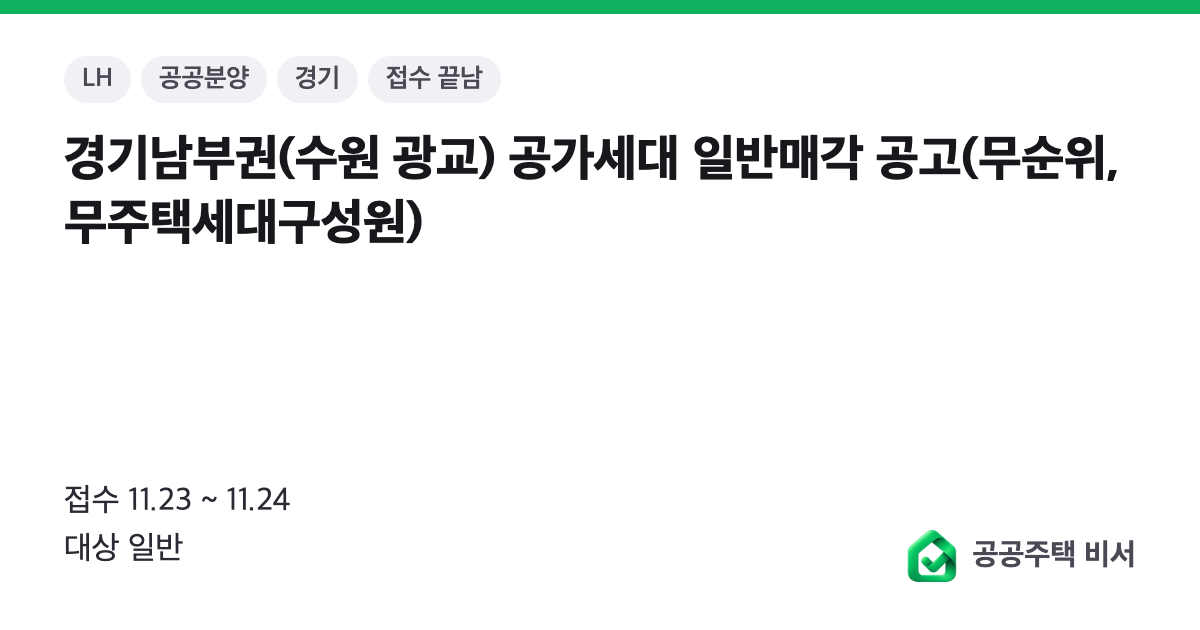 LH 공공분양 경기 접수 끝남
경기남부권(수원 광교) 공가세대 일반매각 공고(무순위,
무주택세대구성원)
접수 11.23 ~ 11.24
대상 일반
공공주택 비서